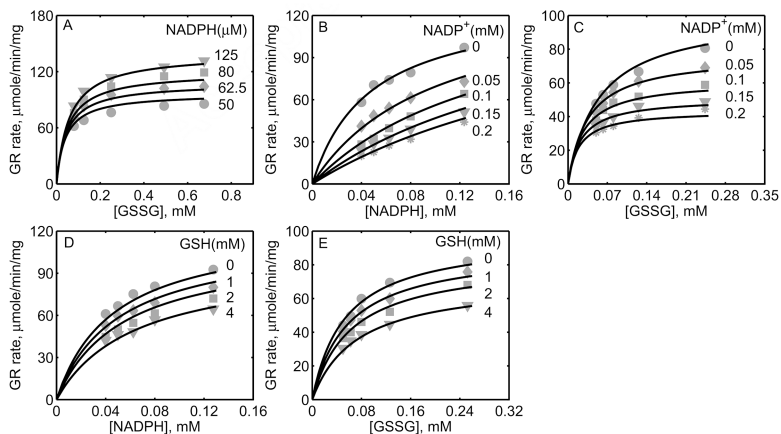 A
NADPH(μM)
GR rate, μmole/min/mg
180
120
60
0
125
80
62.5
50
0 0.2 0.4 0.6 0.8
[GSSG], mM
B
NADP⁺(mM)
GR rate, μmole/min/mg
120
90
60
30
0
0
0.05
0.1
0.15
0.2
0 0.04 0.08 0.12 0.16
[NADPH], mM
C
NADP⁺(mM)
GR rate, μmole/min/mg
100
80
60
40
20
0
0
0.05
0.1
0.15
0.2
0 0.07 0.14 0.21 0.28 0.35
[GSSG], mM
D
GSH(mM)
GR rate, μmole/min/mg
120
90
60
30
0
0
1
2
4
0 0.04 0.08 0.12 0.16
[NADPH], mM
E
GSH(mM)
GR rate, μmole/min/mg
100
80
60
40
20
0
0
1
2
4
0 0.08 0.16 0.24 0.32
[GSSG], mM